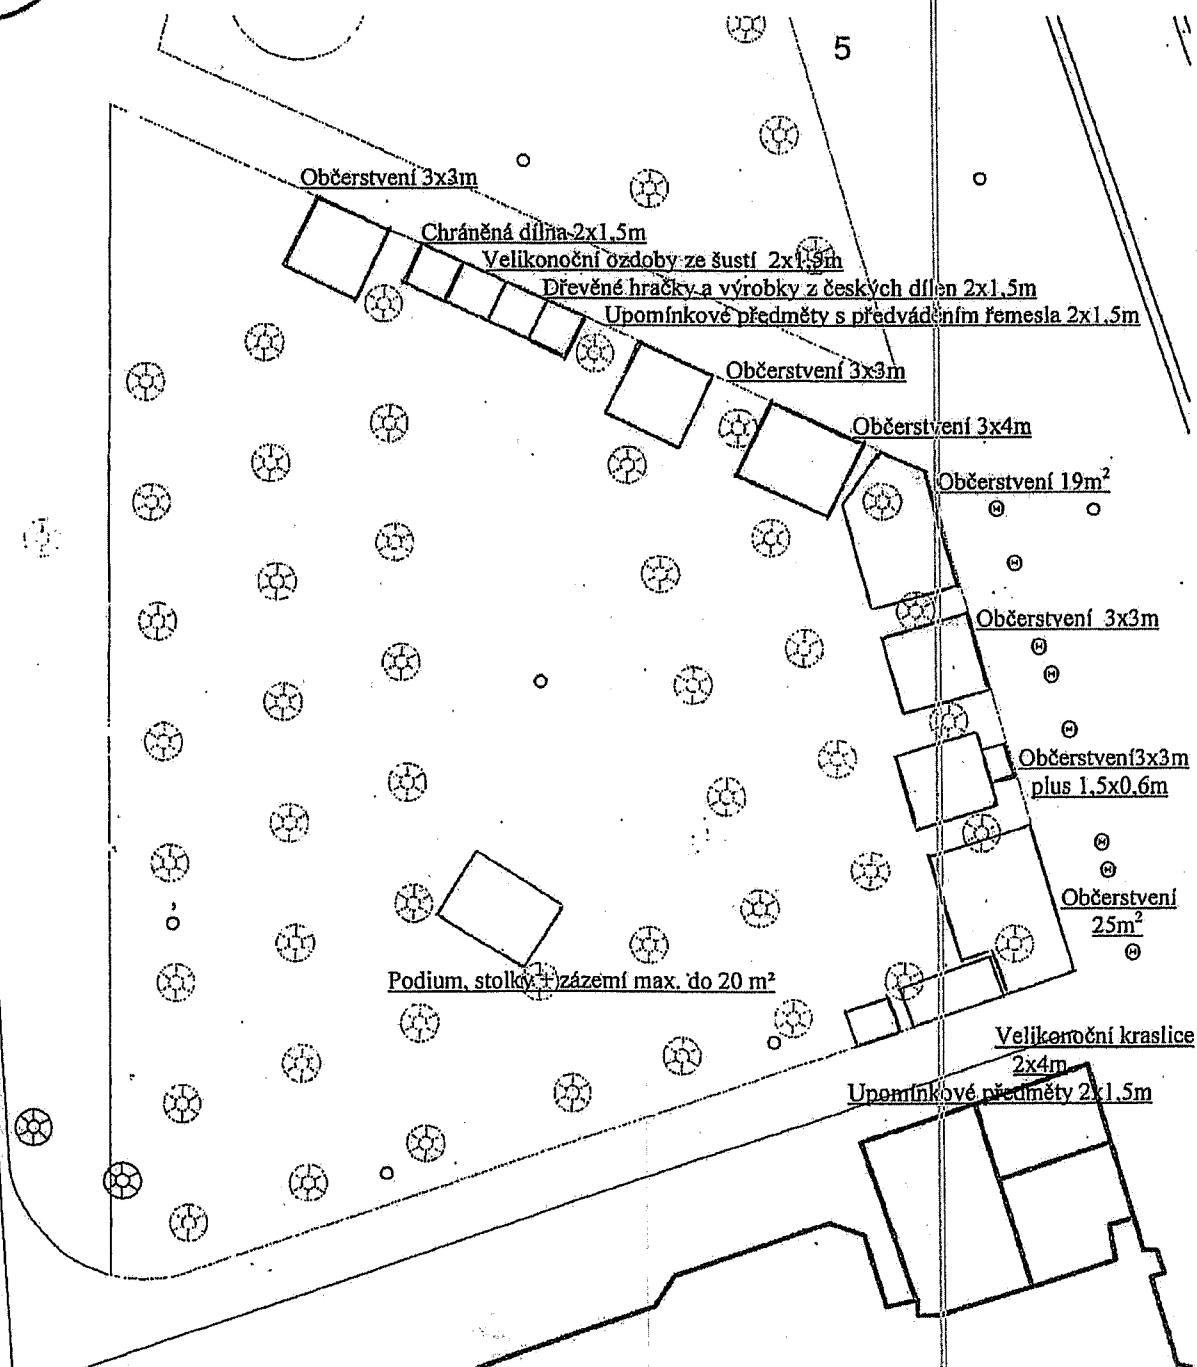 5
Občerstvení 3x3m
Chráněná dílna 2x1,5m
Velikonoční ozdoby ze šustí 2x1,5m
Dřevěné hračky a výrobky z českých dílen 2x1,5m
Upomínkové předměty s předváděním řemesla 2x1,5m
Občerstvení 3x3m
Občerstvení 3x4m
Občerstvení 19m²
Občerstvení 3x3m
Občerstvení3x3m
plus 1,5x0,6m
Občerstvení
25m²
Podium, stolky + zázemí max. do 20 m²
Velikonoční kraslice
2x4m
Upomínkové předměty 2x1,5m